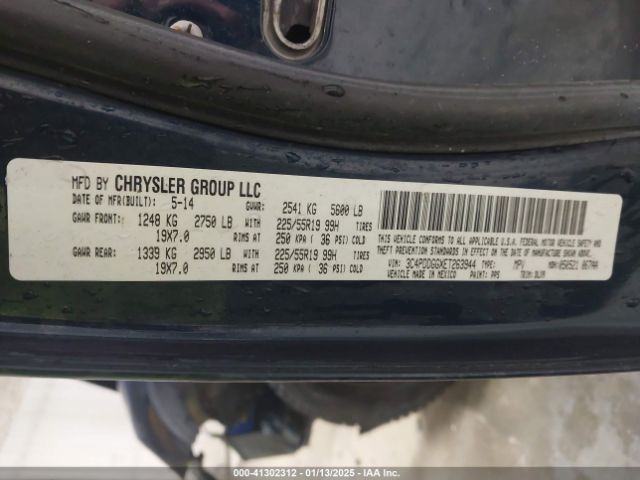 MFD BY CHRYSLER GROUP LLC
DATE OF MFR(BUILT): 5-14 GVWR: 2541 KG 5600 LB
GAWR FRONT: 1248 KG 2750 LB WITH 225/55R19 99H TIRES
19X7.0 RIMS AT 250 KPA ( 36 PSI) COLD
GAWR REAR: 1339 KG 2950 LB WITH 225/55R19 99H TIRES
19X7.0 RIMS AT 250 KPA ( 36 PSI) COLD
THIS VEHICLE CONFORMS TO ALL APPLICABLE U.S.A. FEDERAL MOTOR VEHICLE SAFETY AND
THEFT PREVENTION STANDARDS IN EFFECT ON THE DATE OF MANUFACTURE SHOWN ABOVE.
VIN: 3C4PDDGGXET263944 TYPE: MPV MDH: 050521 067AA
VEHICLE MADE IN MEXICO PAINT: PPS TRIM:
000-41302312 - 01/13/2025 - IAA Inc.